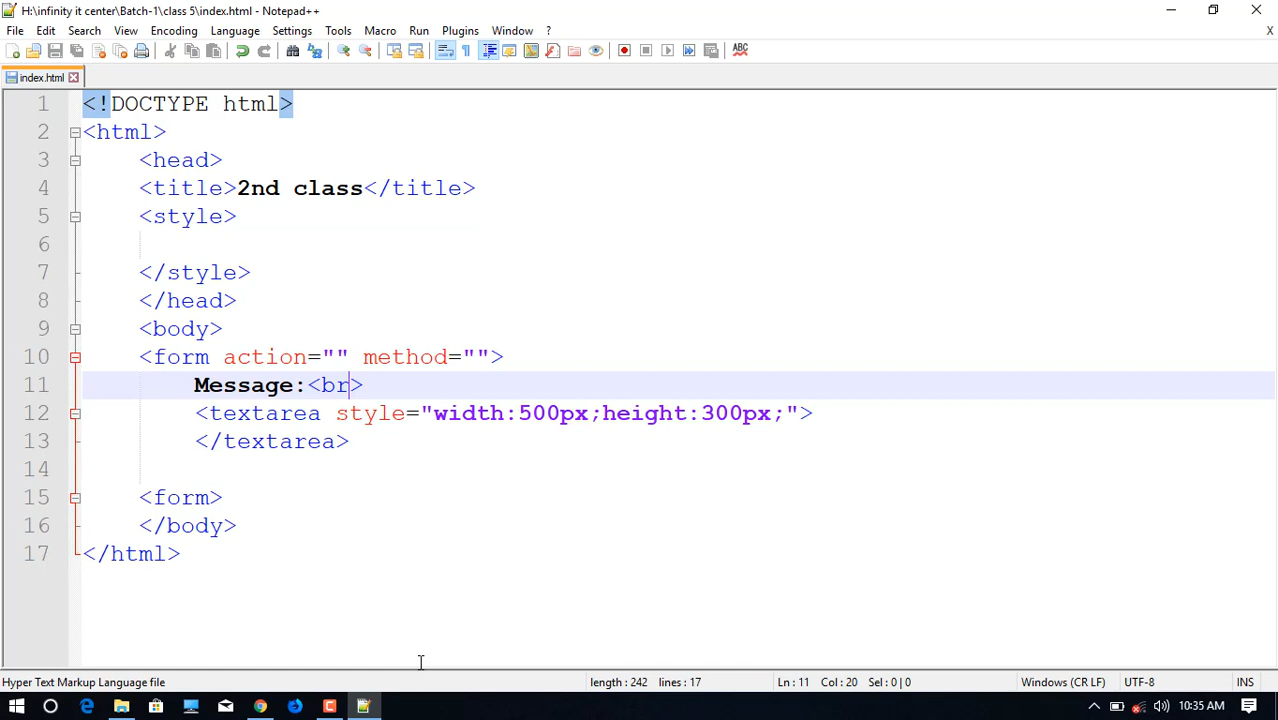 H:\infinity it center\Batch-1\class 5\index.html - Notepad++
File Edit Search View Encoding Language Settings Tools Macro Run Plugins Window ? X
ABC
index.html
1 <!DOCTYPE html>
2 <html>
3 <head>
4 <title>2nd class</title>
5 <style>
6
7 </style>
8 </head>
9 <body>
10 <form action="" method="">
11 Message:<br>
12 <textarea style="width:500px;height:300px;">
13 </textarea>
14
15 <form>
16 </body>
17 </html>
Hyper Text Markup Language file length : 242 lines : 17 Ln : 11 Col : 20 Sel : 0 | 0 Windows (CR LF) UTF-8 INS
10:35 AM